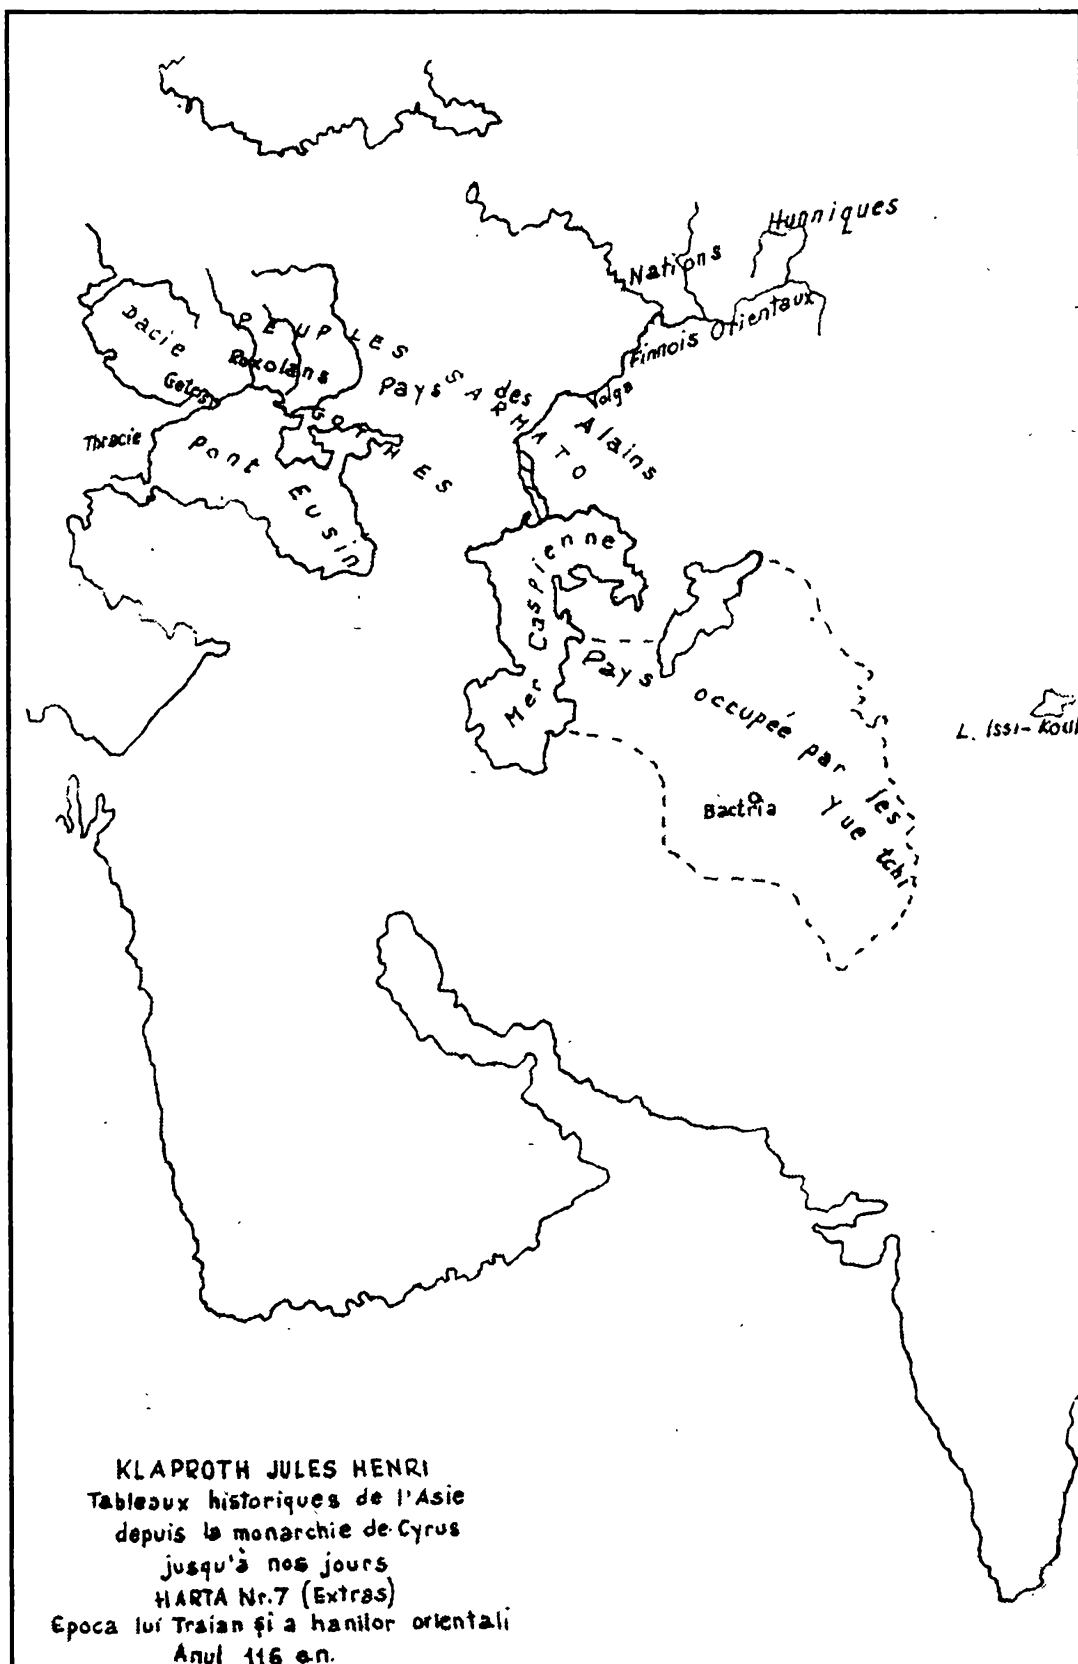 Hunniques
Nations
Finnois Orientaux
Volga
Dacie
PEUPLES
Roxolans
Getes
Pays des
Alains
SARMATO
GOTHES
Thracie
Pont Eusin
Mer Caspienne
Pays occupée par les
Yue tchi
L. Issi-Koul
Bactria
KLAPROTH JULES HENRI
Tableaux historiques de l'Asie
depuis la monarchie de Cyrus
jusqu'à nos jours
HARTA Nr.7 (Extras)
Epoca lui Traian şi a hanilor orientali
Anul 116 e.n.